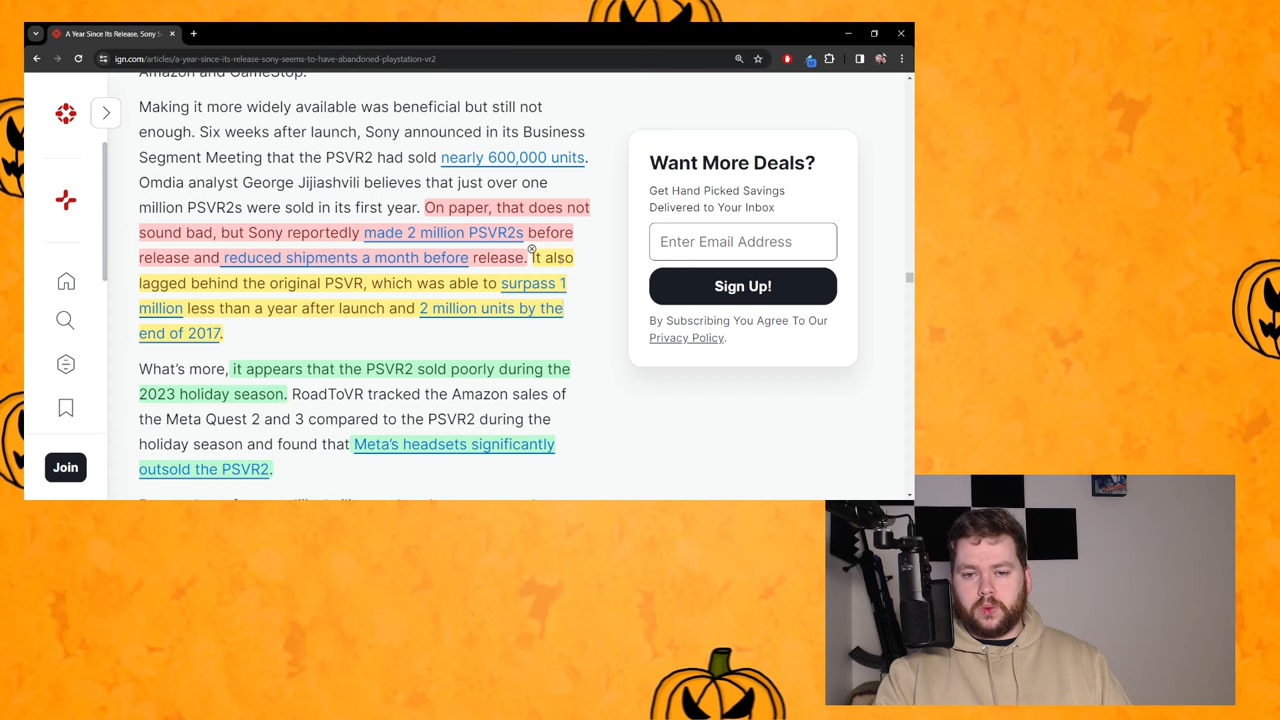 A Year Since Its Release, Sony S
ign.com/articles/a-year-since-its-release-sony-seems-to-have-abandoned-playstation-vr2
Amazon and GameStop.
Making it more widely available was beneficial but still not
enough. Six weeks after launch, Sony announced in its Business
Segment Meeting that the PSVR2 had sold nearly 600,000 units.
Omdia analyst George Jijiashvili believes that just over one
million PSVR2s were sold in its first year. On paper, that does not
sound bad, but Sony reportedly made 2 million PSVR2s before
release and reduced shipments a month before release. It also
lagged behind the original PSVR, which was able to surpass 1
million less than a year after launch and 2 million units by the
end of 2017.
What's more, it appears that the PSVR2 sold poorly during the
2023 holiday season. RoadToVR tracked the Amazon sales of
the Meta Quest 2 and 3 compared to the PSVR2 during the
holiday season and found that Meta's headsets significantly
outsold the PSVR2.
Join
Want More Deals?
Get Hand Picked Savings
Delivered to Your Inbox
Enter Email Address
Sign Up!
By Subscribing You Agree To Our
Privacy Policy.